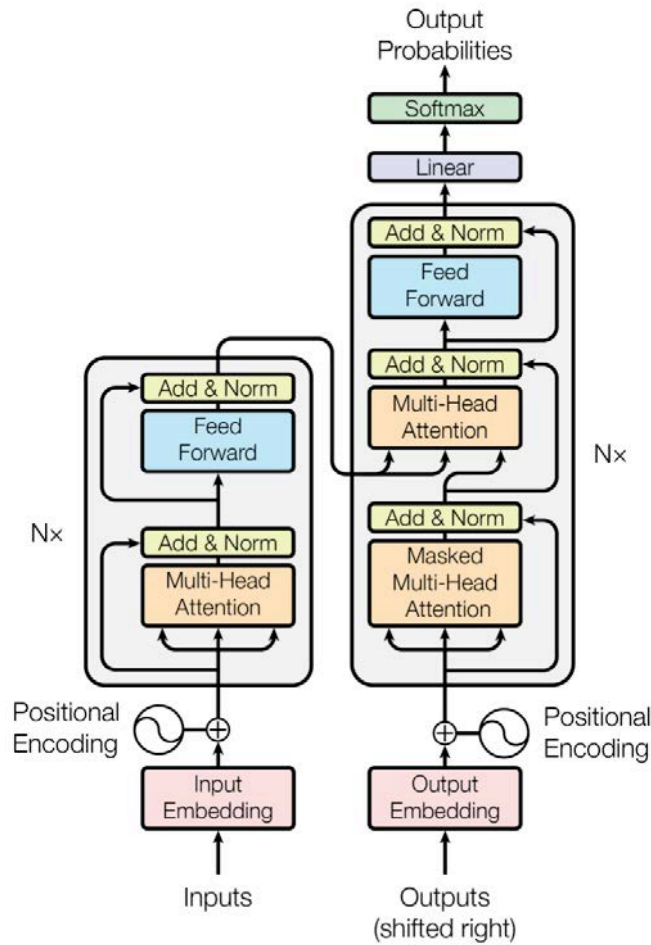 Output
Probabilities
Softmax
Linear
Add & Norm
Feed
Forward
Add & Norm
Multi-Head
Attention
Add & Norm
Masked
Multi-Head
Attention
Nx
Add & Norm
Feed
Forward
Add & Norm
Multi-Head
Attention
Nx
Positional
Encoding
Input
Embedding
Inputs
Positional
Encoding
Output
Embedding
Outputs
(shifted right)